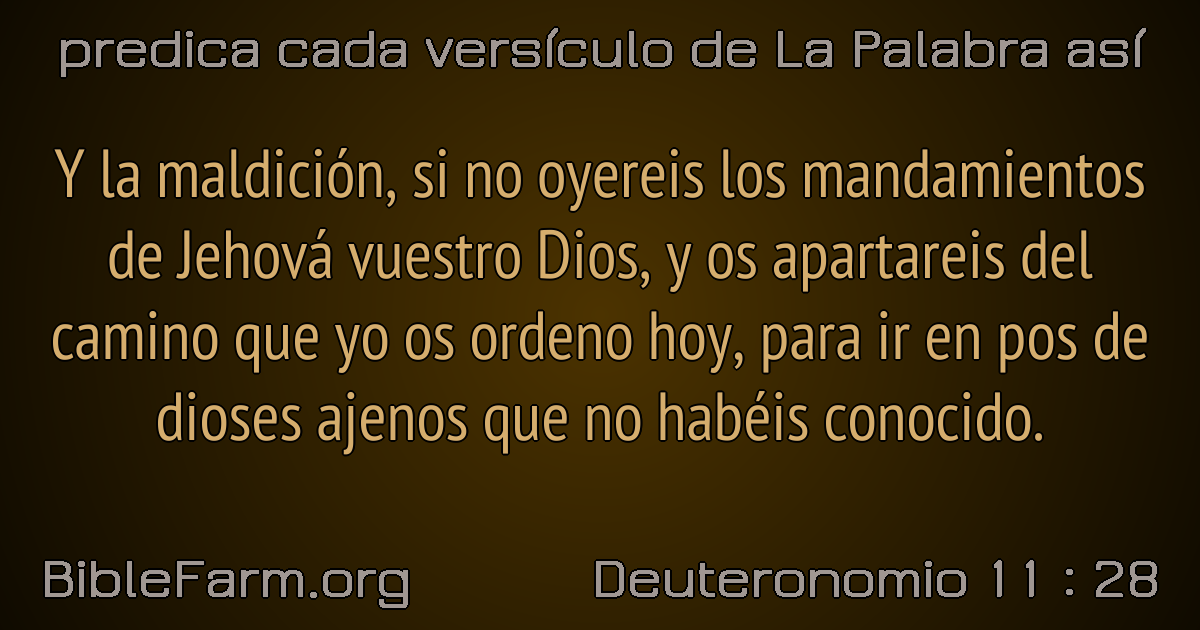 predica cada versículo de La Palabra así
Y la maldición, si no oyereis los mandamientos
de Jehová vuestro Dios, y os apartareis del
camino que yo os ordeno hoy, para ir en pos de
dioses ajenos que no habéis conocido.
BibleFarm.org
Deuteronomio 11 : 28